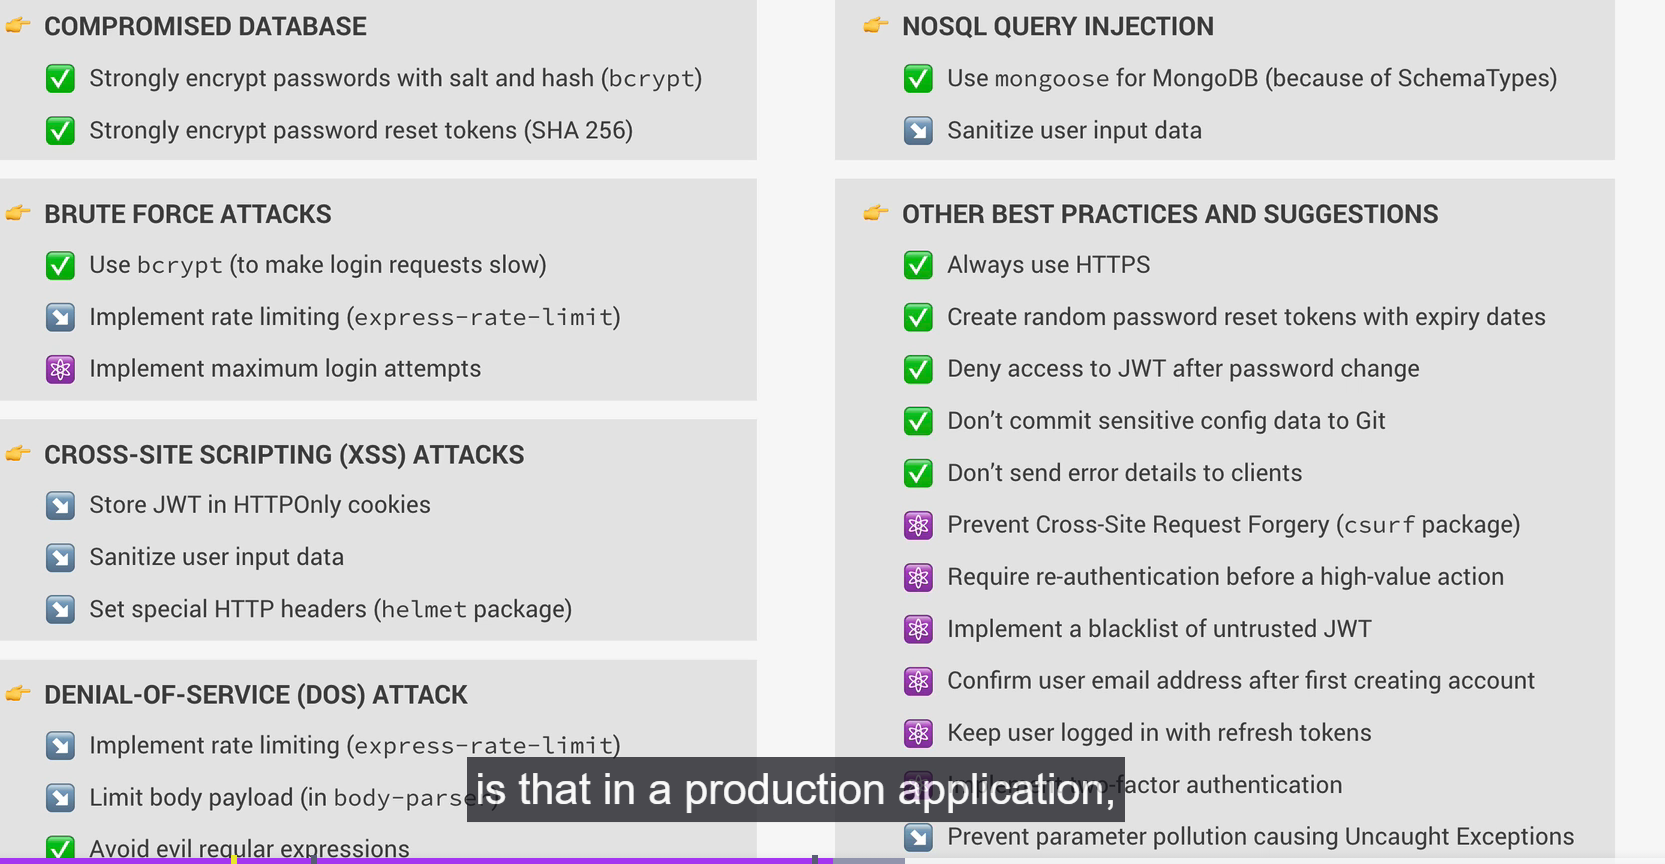 COMPROMISED DATABASE
Strongly encrypt passwords with salt and hash (bcrypt)
Strongly encrypt password reset tokens (SHA 256)
BRUTE FORCE ATTACKS
Use bcrypt (to make login requests slow)
Implement rate limiting (express-rate-limit)
Implement maximum login attempts
CROSS-SITE SCRIPTING (XSS) ATTACKS
Store JWT in HTTPOnly cookies
Sanitize user input data
Set special HTTP headers (helmet package)
DENIAL-OF-SERVICE (DOS) ATTACK
Implement rate limiting (express-rate-limit)
Limit body payload (in body-parser)
Avoid evil regular expressions
NOSQL QUERY INJECTION
Use mongoose for MongoDB (because of SchemaTypes)
Sanitize user input data
OTHER BEST PRACTICES AND SUGGESTIONS
Always use HTTPS
Create random password reset tokens with expiry dates
Deny access to JWT after password change
Don’t commit sensitive config data to Git
Don’t send error details to clients
Prevent Cross-Site Request Forgery (csurf package)
Require re-authentication before a high-value action
Implement a blacklist of untrusted JWT
Confirm user email address after first creating account
Keep user logged in with refresh tokens
Implement two-factor authentication
Prevent parameter pollution causing Uncaught Exceptions
is that in a production application,